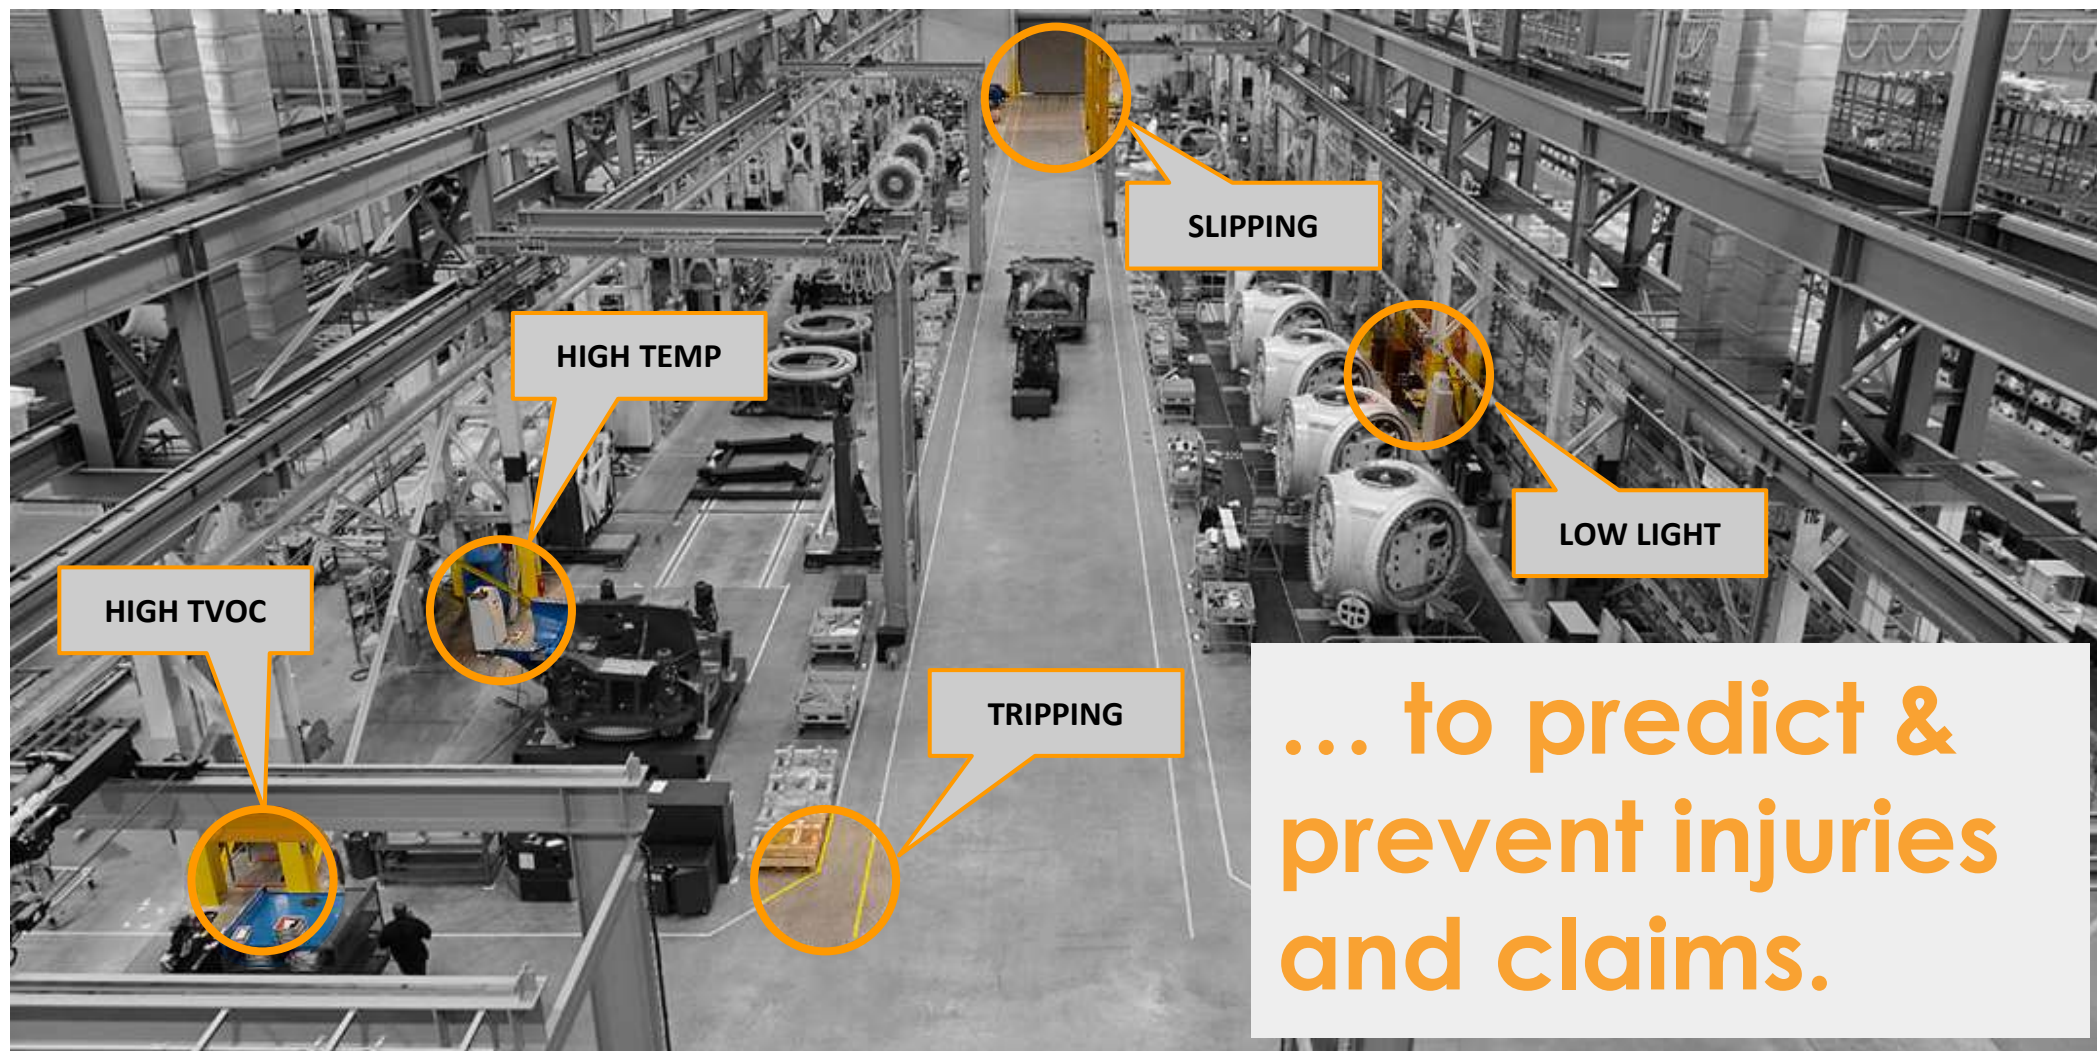 SLIPPING
HIGH TEMP
LOW LIGHT
HIGH TVOC
TRIPPING
... to predict &
prevent injuries
and claims.